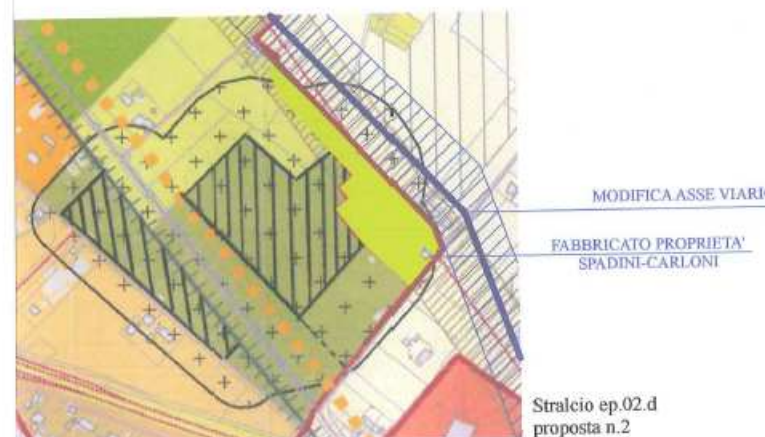 MODIFICA ASSE VIARIO
FABBRICATO PROPRIETA'
SPADINI-CARLONI
Stralcio ep.02.d
proposta n.2